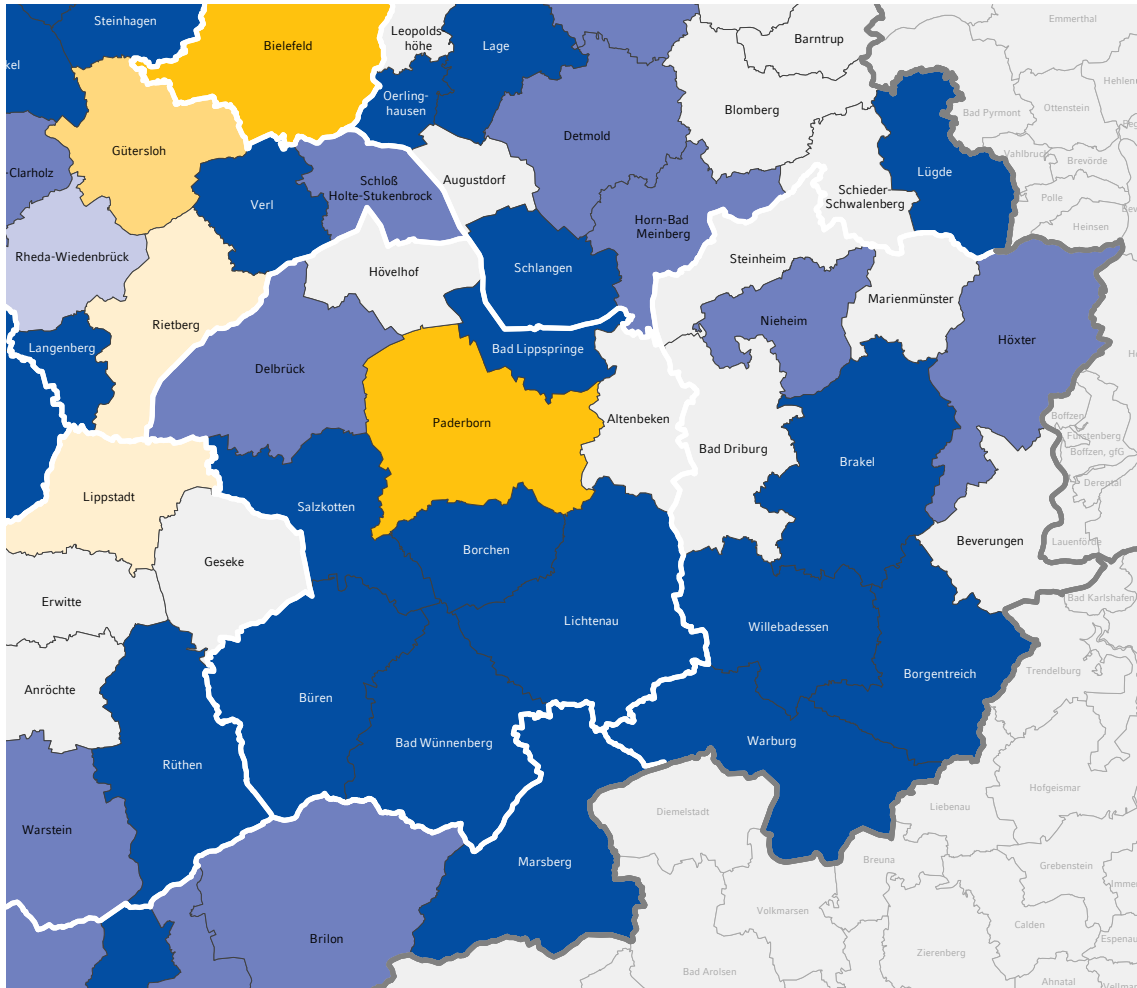 Steinhagen
Bielefeld
Leopolds
höhe
Lage
Barntrup
Emmerthal
kel
Oerling-
hausen
Blomberg
Hehlen
Bad Pyrmont
Ottenstein
Detmold
Gütersloh
Vahlbruch
Brevörde
-Clarholz
Verl
Schloß
Holte-Stukenbrock
Augustdorf
Schieder-
Schwalenberg
Lügde
Polle
Heinsen
Horn-Bad
Meinberg
Rheda-Wiedenbrück
Hövelhof
Schlangen
Steinheim
Marienmünster
Rietberg
Nieheim
Höxter
Langenberg
Bad Lippspringe
Delbrück
Paderborn
Altenbeken
Boffzen
Fürstenberg
Bad Driburg
Brakel
Boffzen, gfG
Derental
Lippstadt
Salzkotten
Borchen
Beverungen
Lauenförde
Geseke
Erwitte
Lichtenau
Willebadessen
Bad Karlshafen
Anröchte
Büren
Borgentreich
Trendelburg
Bad Wünnenberg
Warburg
Rüthen
Hofgeismar
Warstein
Diemelstadt
Liebenau
Marsberg
Breuna
Grebenstein
Imme
Volkmarsen
Calden
Brilon
Espenau
Zierenberg
Bad Arolsen
Ahnatal
Vellmar